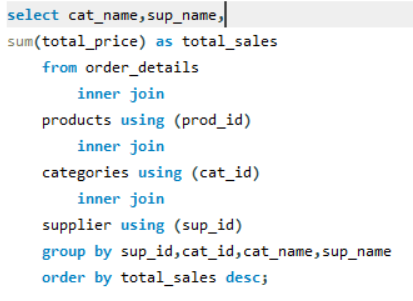 select cat_name,sup_name,
sum(total_price) as total_sales
from order_details
inner join
products using (prod_id)
inner join
categories using (cat_id)
inner join
supplier using (sup_id)
group by sup_id,cat_id,cat_name,sup_name
order by total_sales desc;